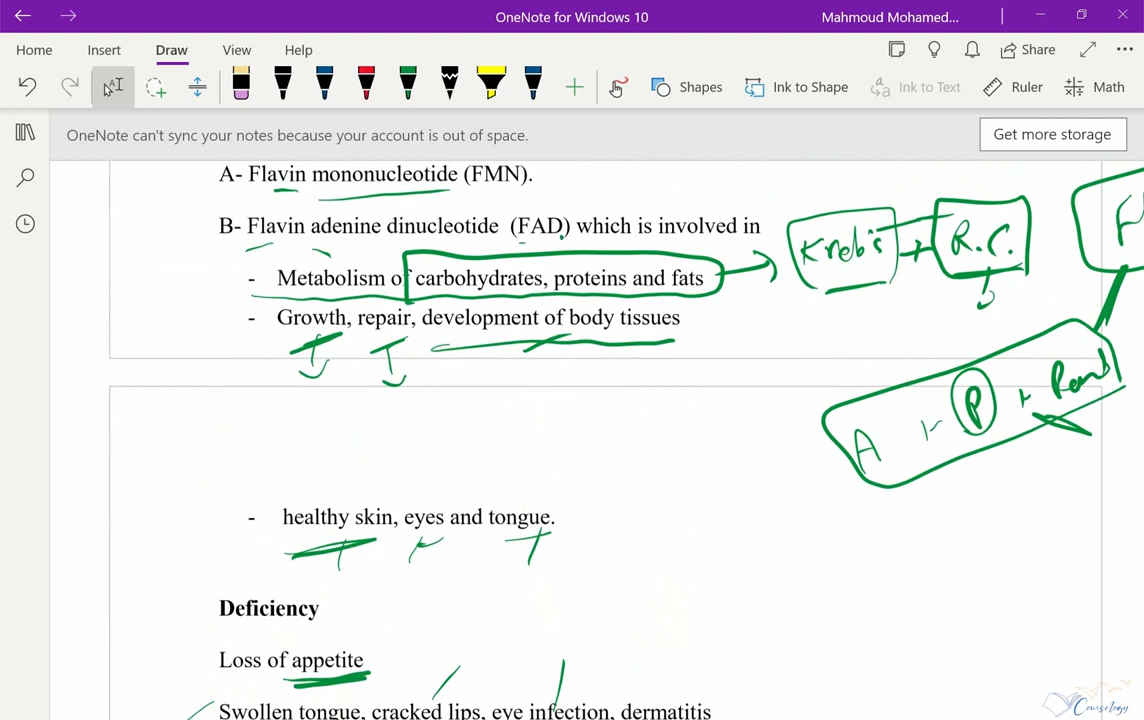 OneNote for Windows 10
Mahmoud Mohamed...
Home Insert Draw View Help Share
Shapes Ink to Shape Ink to Text Ruler Math
OneNote can't sync your notes because your account is out of space.
Get more storage
A- Flavin mononucleotide (FMN).
B- Flavin adenine dinucleotide (FAD) which is involved in
Kreb's + R.C.
F
- Metabolism of carbohydrates, proteins and fats
- Growth, repair, development of body tissues
A + P +
- healthy skin, eyes and tongue.
Deficiency
Loss of appetite
Swollen tongue, cracked lips, eye infection, dermatitis
Courselogy